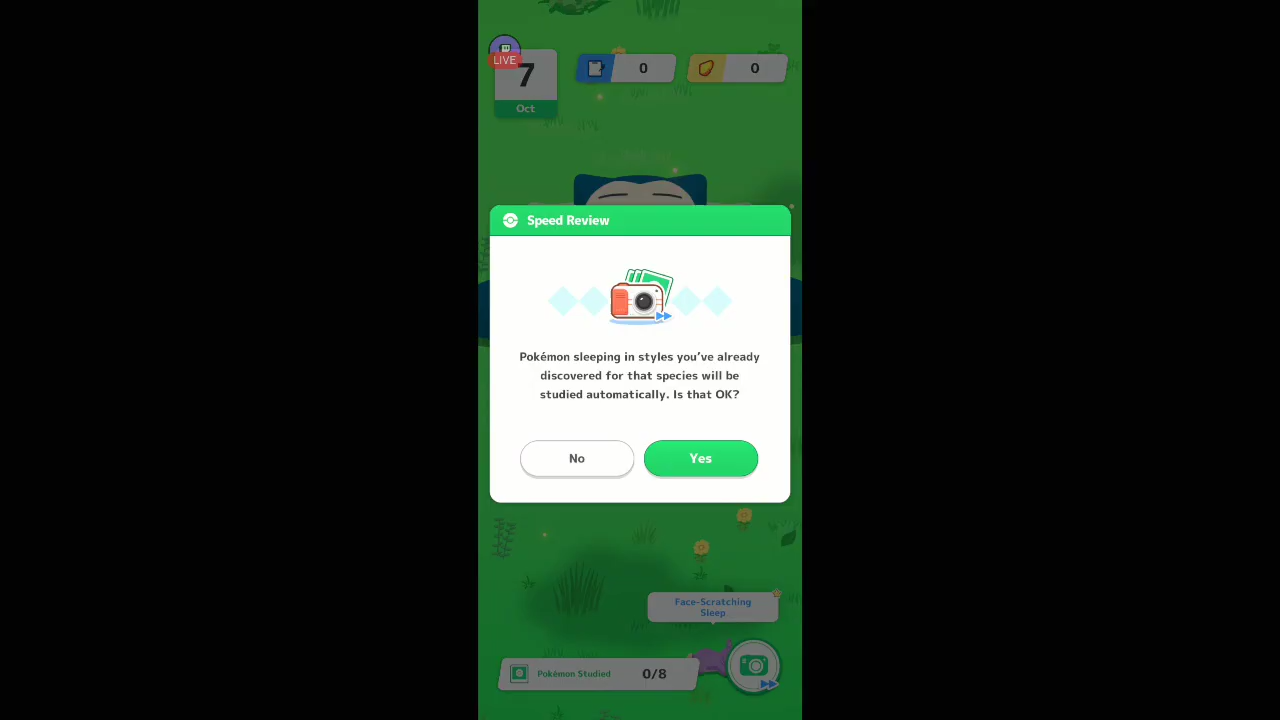 LIVE
7
Oct
0
0
Speed Review
Pokémon sleeping in styles you've already
discovered for that species will be
studied automatically. Is that OK?
No
Yes
Face-Scratching
Sleep
Pokémon Studied
0/8